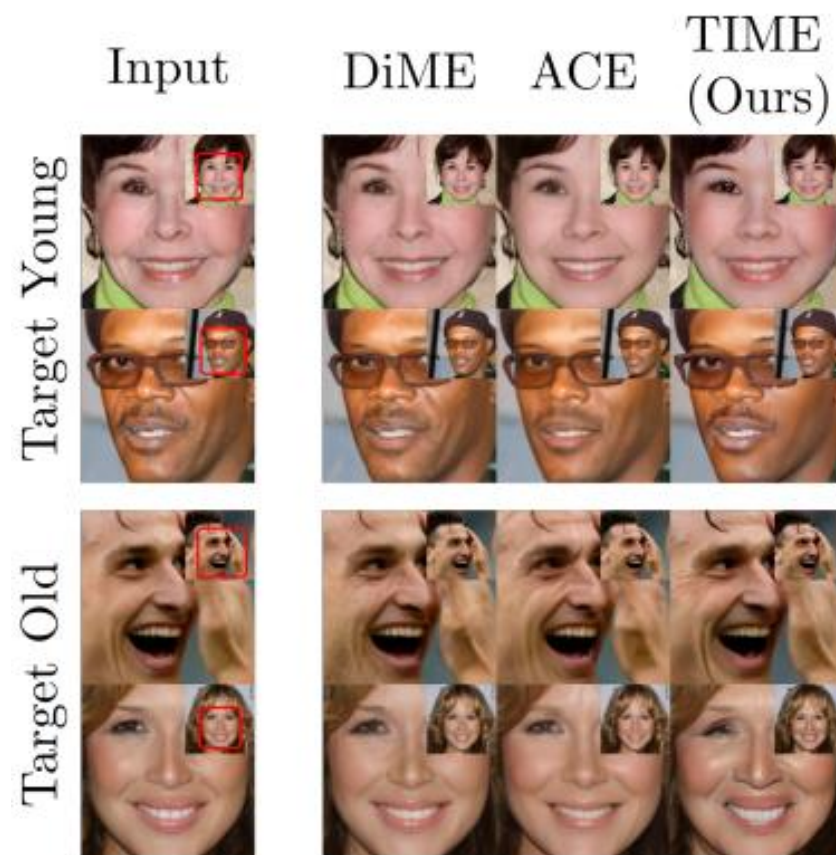 Input
DiME
ACE
TIME
(Ours)
Target Young
Target Old